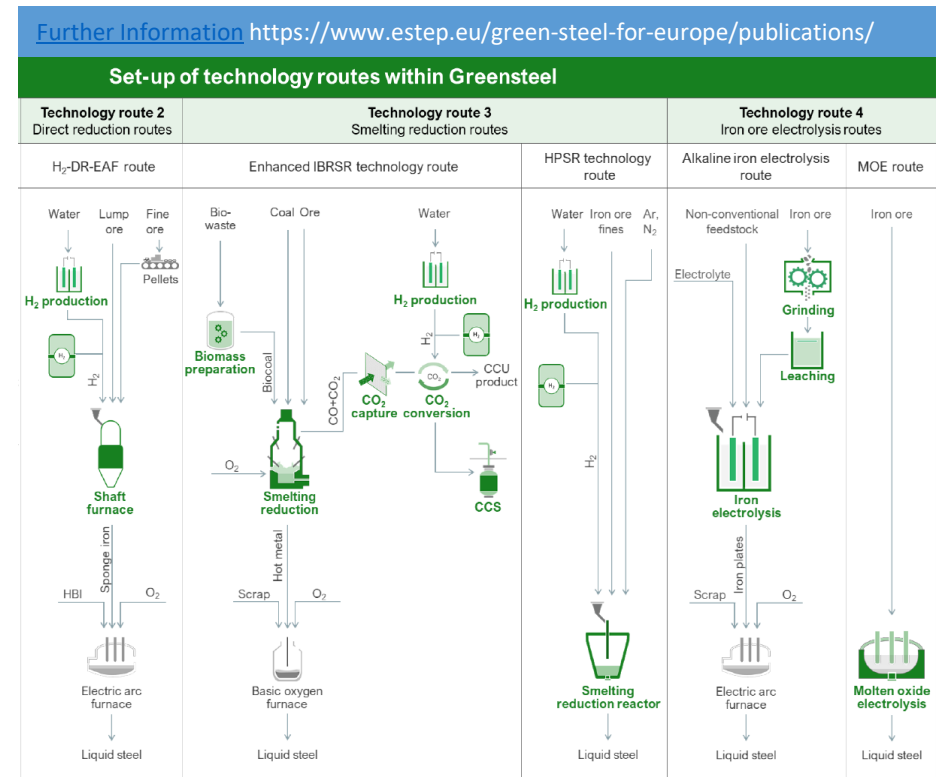 Further Information https://www.estep.eu/green-steel-for-europe/publications/
Set-up of technology routes within Greensteel
Technology route 2
Direct reduction routes
Technology route 3
Smelting reduction routes
Technology route 4
Iron ore electrolysis routes
H₂-DR-EAF route
Enhanced IBRSR technology route
HPSR technology
route
Alkaline iron electrolysis
route
MOE route
Water
Lump
ore
Fine
ore
Pellets
H₂ production
H₂
H₂
Shaft
furnace
Sponge iron
HBI
O₂
Electric arc
furnace
Liquid steel
Bio-
waste
Coal Ore
Water
H₂ production
H₂
H₂
Biomass
preparation
Biocoal
CO+CO₂
CO₂
capture
CO₂
CO₂
conversion
CCU
product
CCS
O₂
Smelting
reduction
Hot metal
Scrap
O₂
Basic oxygen
furnace
Liquid steel
Water
Iron ore
fines
Ar,
N₂
H₂ production
H₂
H₂
Smelting
reduction reactor
Liquid steel
Non-conventional
feedstock
Iron ore
Electrolyte
Grinding
Leaching
Iron
electrolysis
Iron plates
Scrap
O₂
Electric arc
furnace
Liquid steel
Iron ore
Molten oxide
electrolysis
Liquid steel